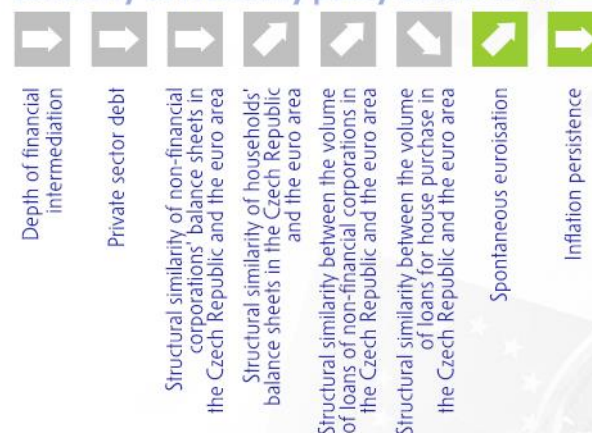 Depth of financial
intermediation
Private sector debt
Structural similarity of non-financial
corporations' balance sheets in
the Czech Republic and the euro area
Structural similarity of households'
balance sheets in the Czech Republic
and the euro area
Structural similarity between the volume
of loans of non-financial corporations in
the Czech Republic and the euro area
Structural similarity between the volume
of loans for house purchase in
the Czech Republic and the euro area
Spontaneous euroisation
Inflation persistence